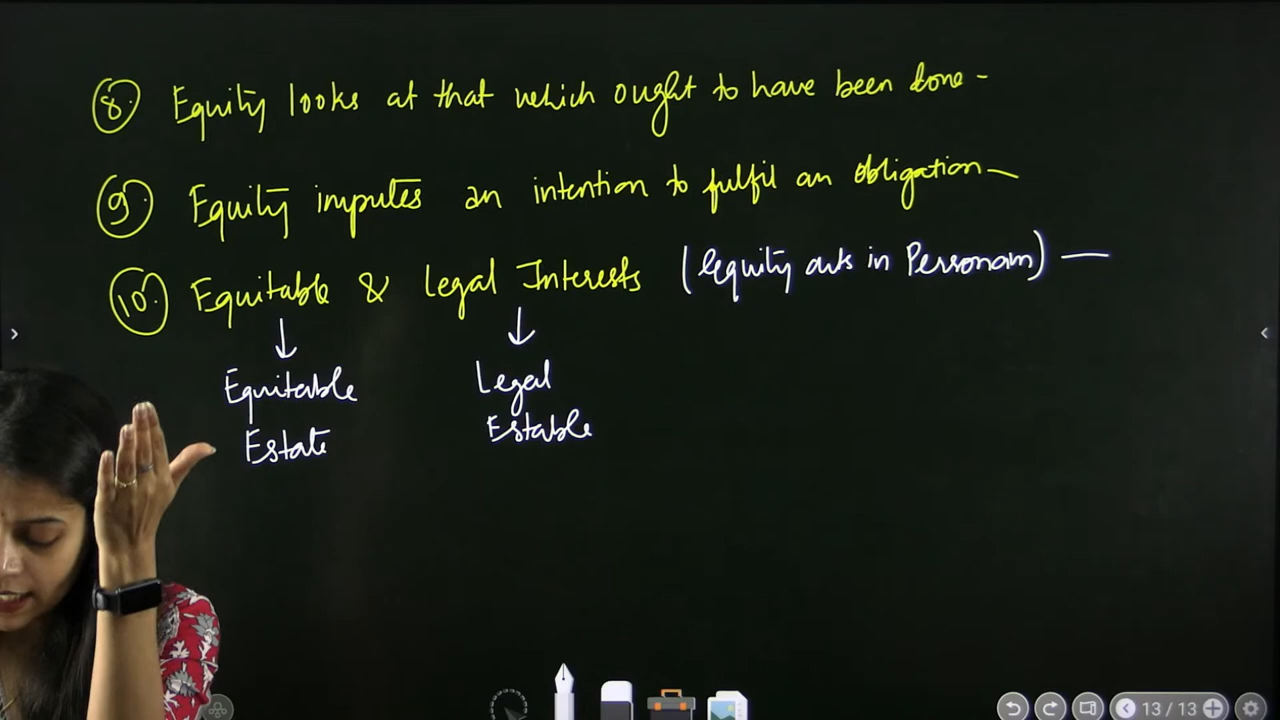 8. Equity looks at that which ought to have been done -
9. Equity imputes an intention to fulfil an obligation -
10. Equitable & Legal Interests (Equity acts in Personam) —
↓ ↓
Equitable Legal
Estate Estable
13 / 13